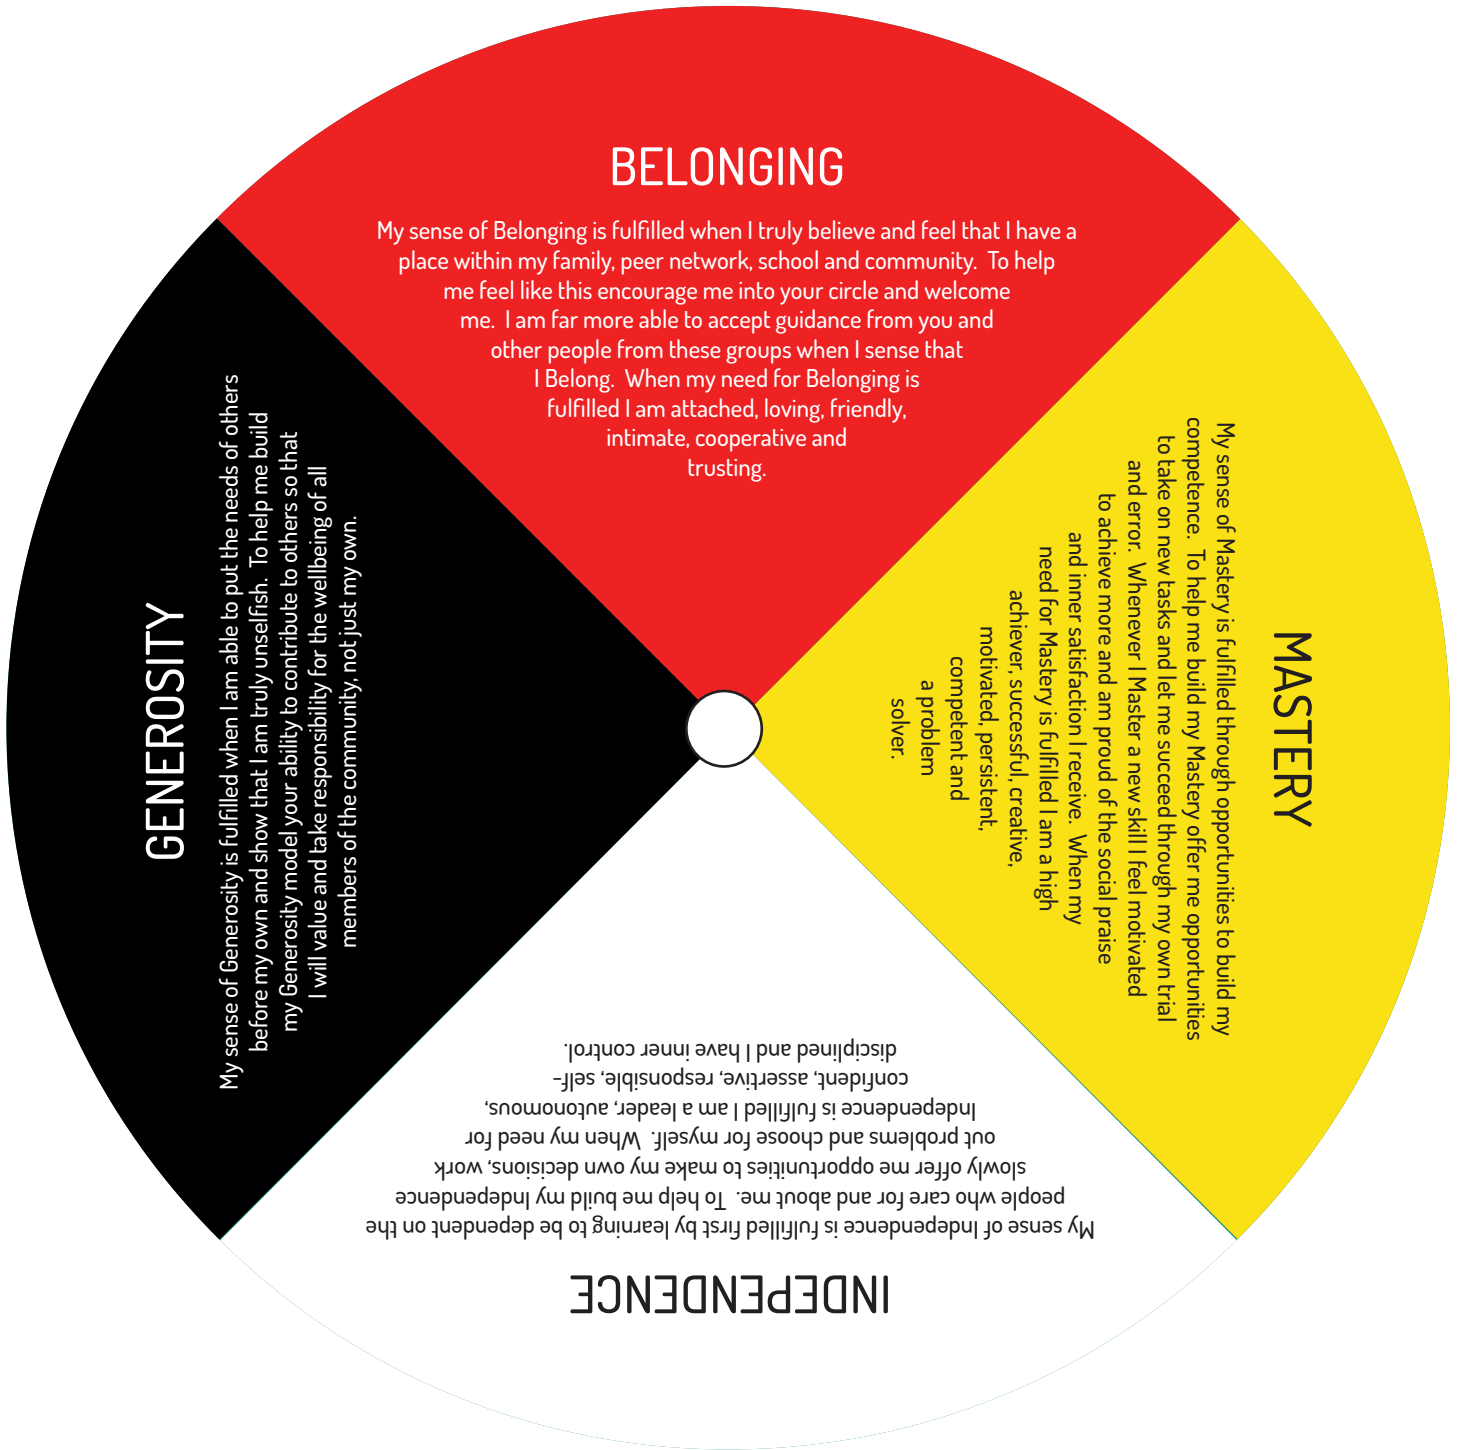 BELONGING
My sense of Belonging is fulfilled when I truly believe and feel that I have a
place within my family, peer network, school and community.  To help
me feel like this encourage me into your circle and welcome
me.  I am far more able to accept guidance from you and
other people from these groups when I sense that
I Belong.  When my need for Belonging is
fulfilled I am attached, loving, friendly,
intimate, cooperative and
trusting.
MASTERY
My sense of Mastery is fulfilled through opportunities to build my
competence.  To help me build my Mastery offer me opportunities
to take on new tasks and let me succeed through my own trial
and error.  Whenever I Master a new skill I feel motivated
to achieve more and am proud of the social praise
and inner satisfaction I receive.  When my
need for Mastery is fulfilled I am a high
achiever, successful, creative,
motivated, persistent,
competent and
a problem
solver.
INDEPENDENCE
My sense of Independence is fulfilled first by learning to be dependent on the
people who care for and about me.  To help me build my Independence
slowly offer me opportunities to make my own decisions, work
out problems and choose for myself.  When my need for
Independence is fulfilled I am a leader, autonomous,
confident, assertive, responsible, self-
disciplined and I have inner control.
GENEROSITY
My sense of Generosity is fulfilled when I am able to put the needs of others
before my own and show that I am truly unselfish.  To help me build
my Generosity model your ability to contribute to others so that
I will value and take responsibility for the wellbeing of all
members of the community, not just my own.